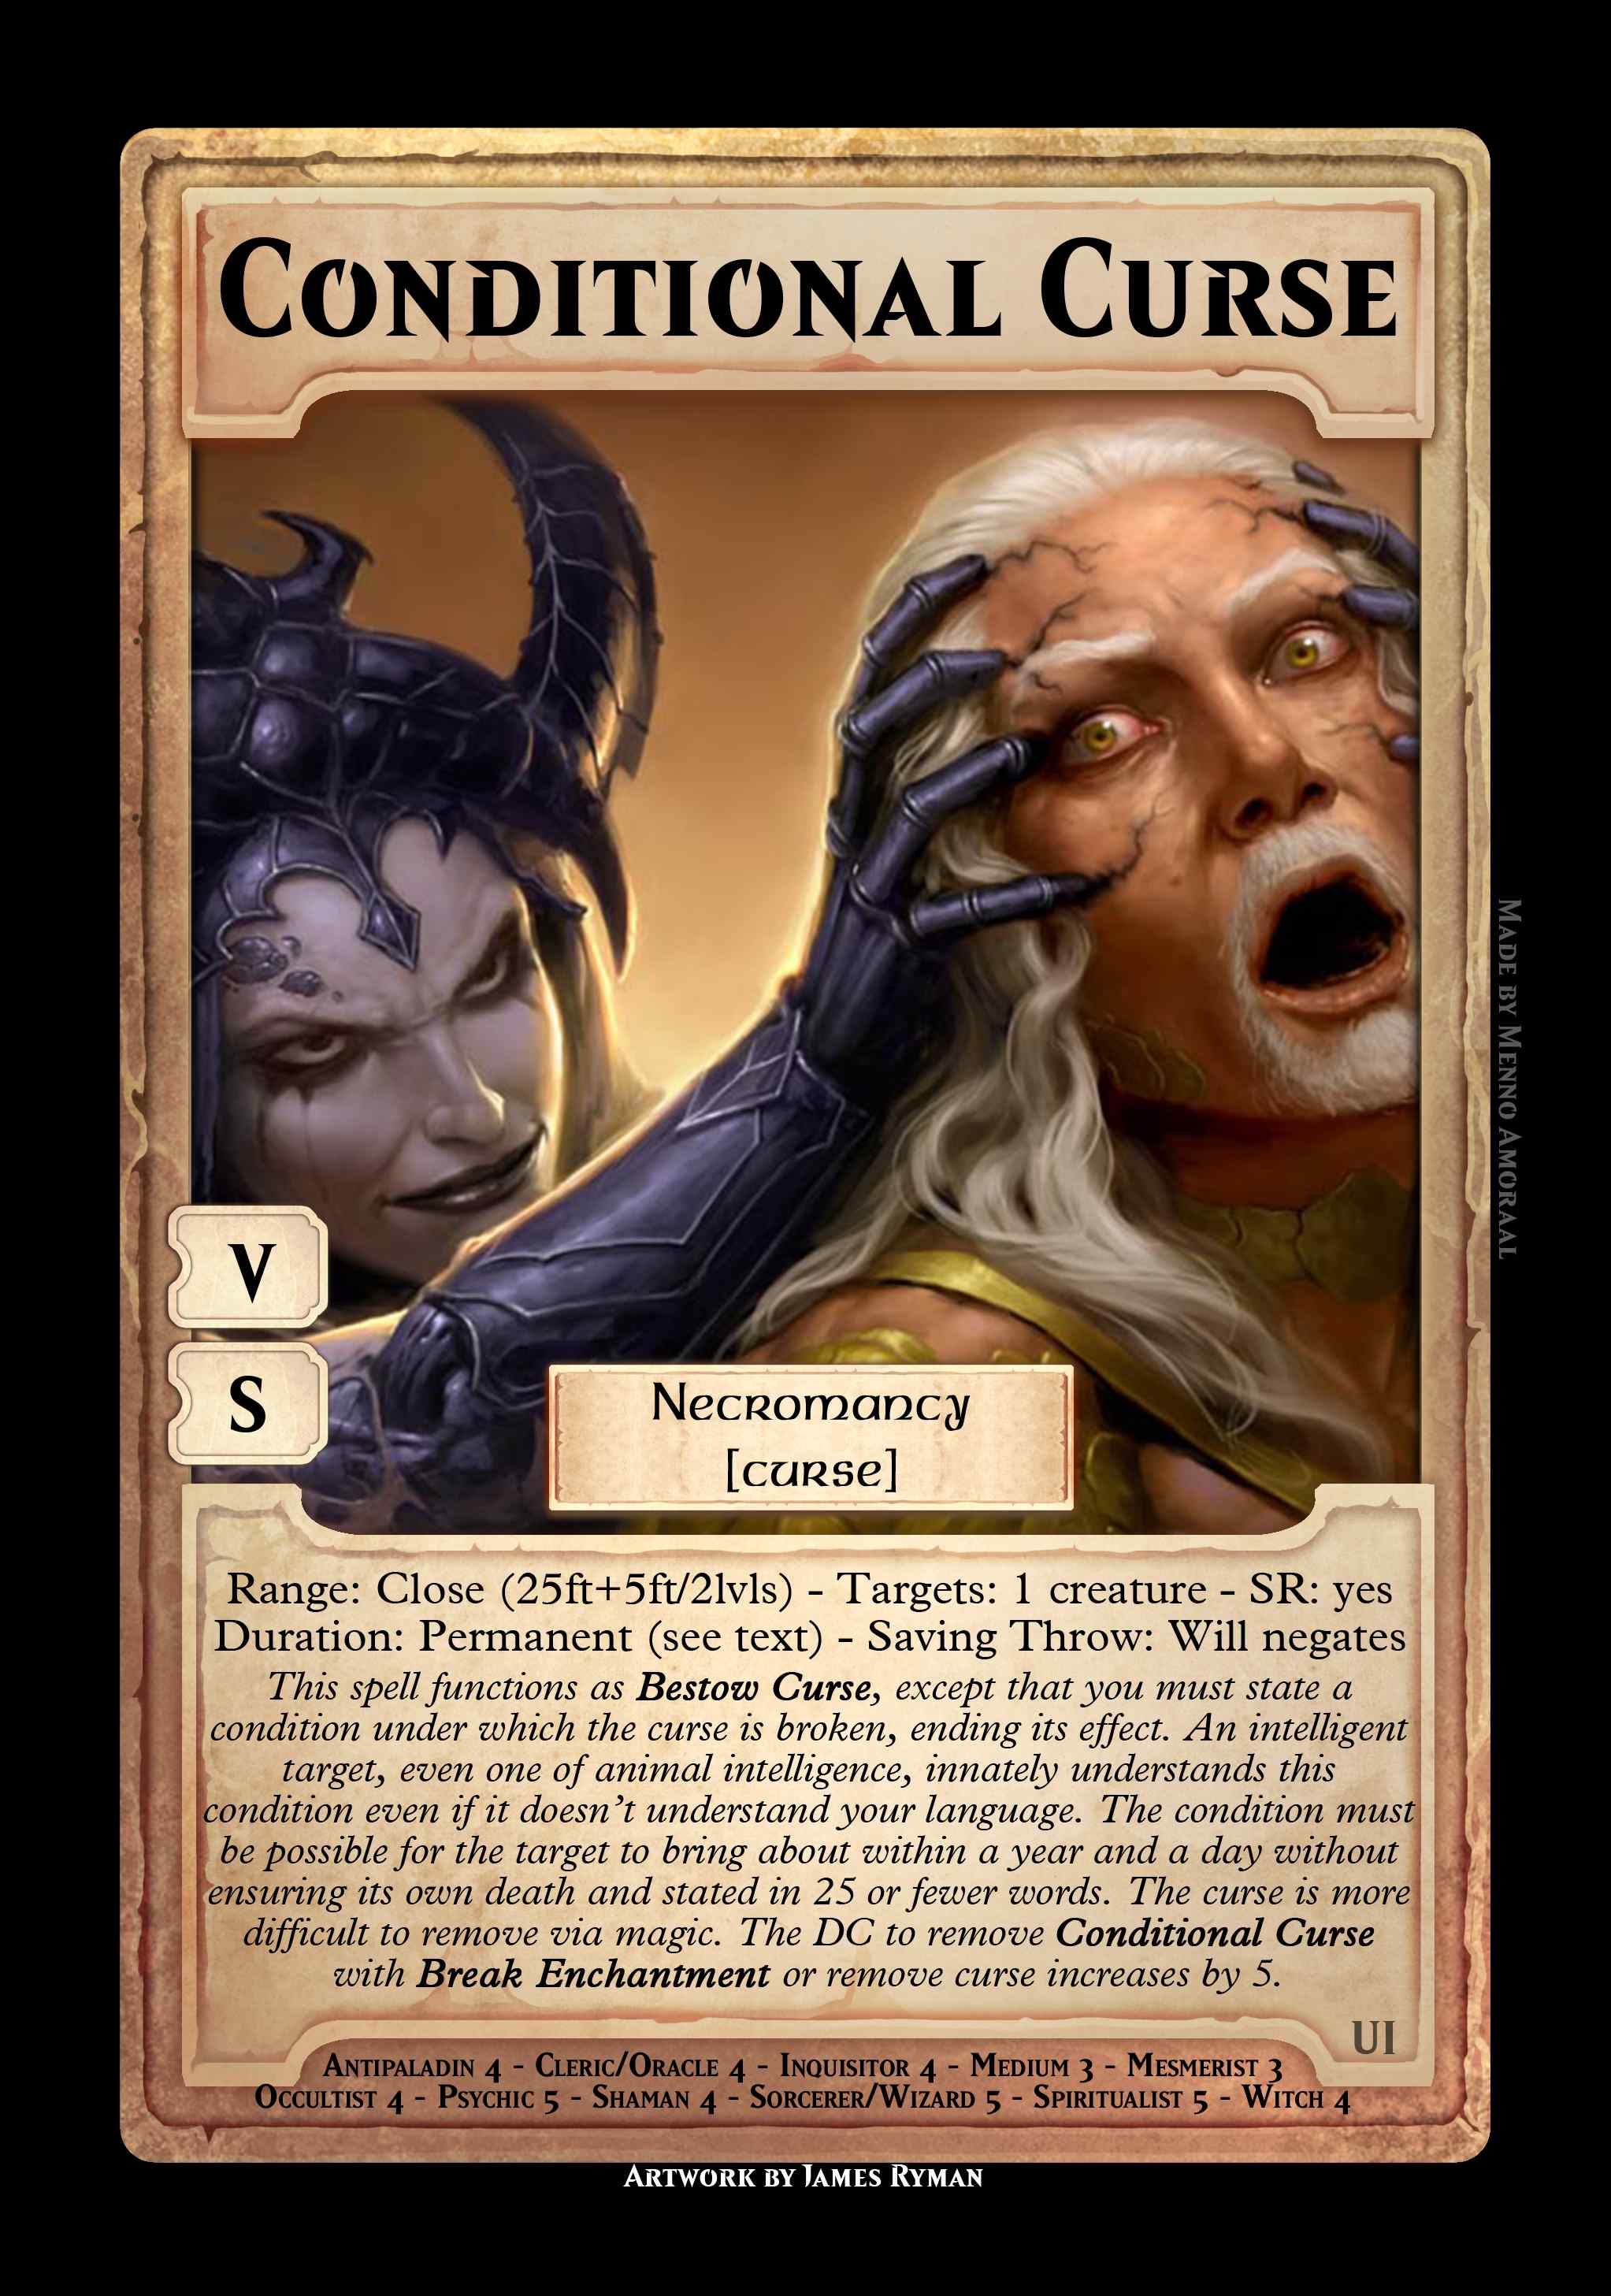 Conditional Curse
V
S
Necromancy
[curse]
Range: Close (25ft+5ft/2lvls) - Targets: 1 creature - SR: yes
Duration: Permanent (see text) - Saving Throw: Will negates
This spell functions as Bestow Curse, except that you must state a
condition under which the curse is broken, ending its effect. An intelligent
target, even one of animal intelligence, innately understands this
condition even if it doesn't understand your language. The condition must
be possible for the target to bring about within a year and a day without
ensuring its own death and stated in 25 or fewer words. The curse is more
difficult to remove via magic. The DC to remove Conditional Curse
with Break Enchantment or remove curse increases by 5.
UI
Antipaladin 4 - Cleric/Oracle 4 - Inquisitor 4 - Medium 3 - Mesmerist 3
Occultist 4 - Psychic 5 - Shaman 4 - Sorcerer/Wizard 5 - Spiritualist 5 - Witch 4
Artwork by James Ryman
Made by Menno Amoraal